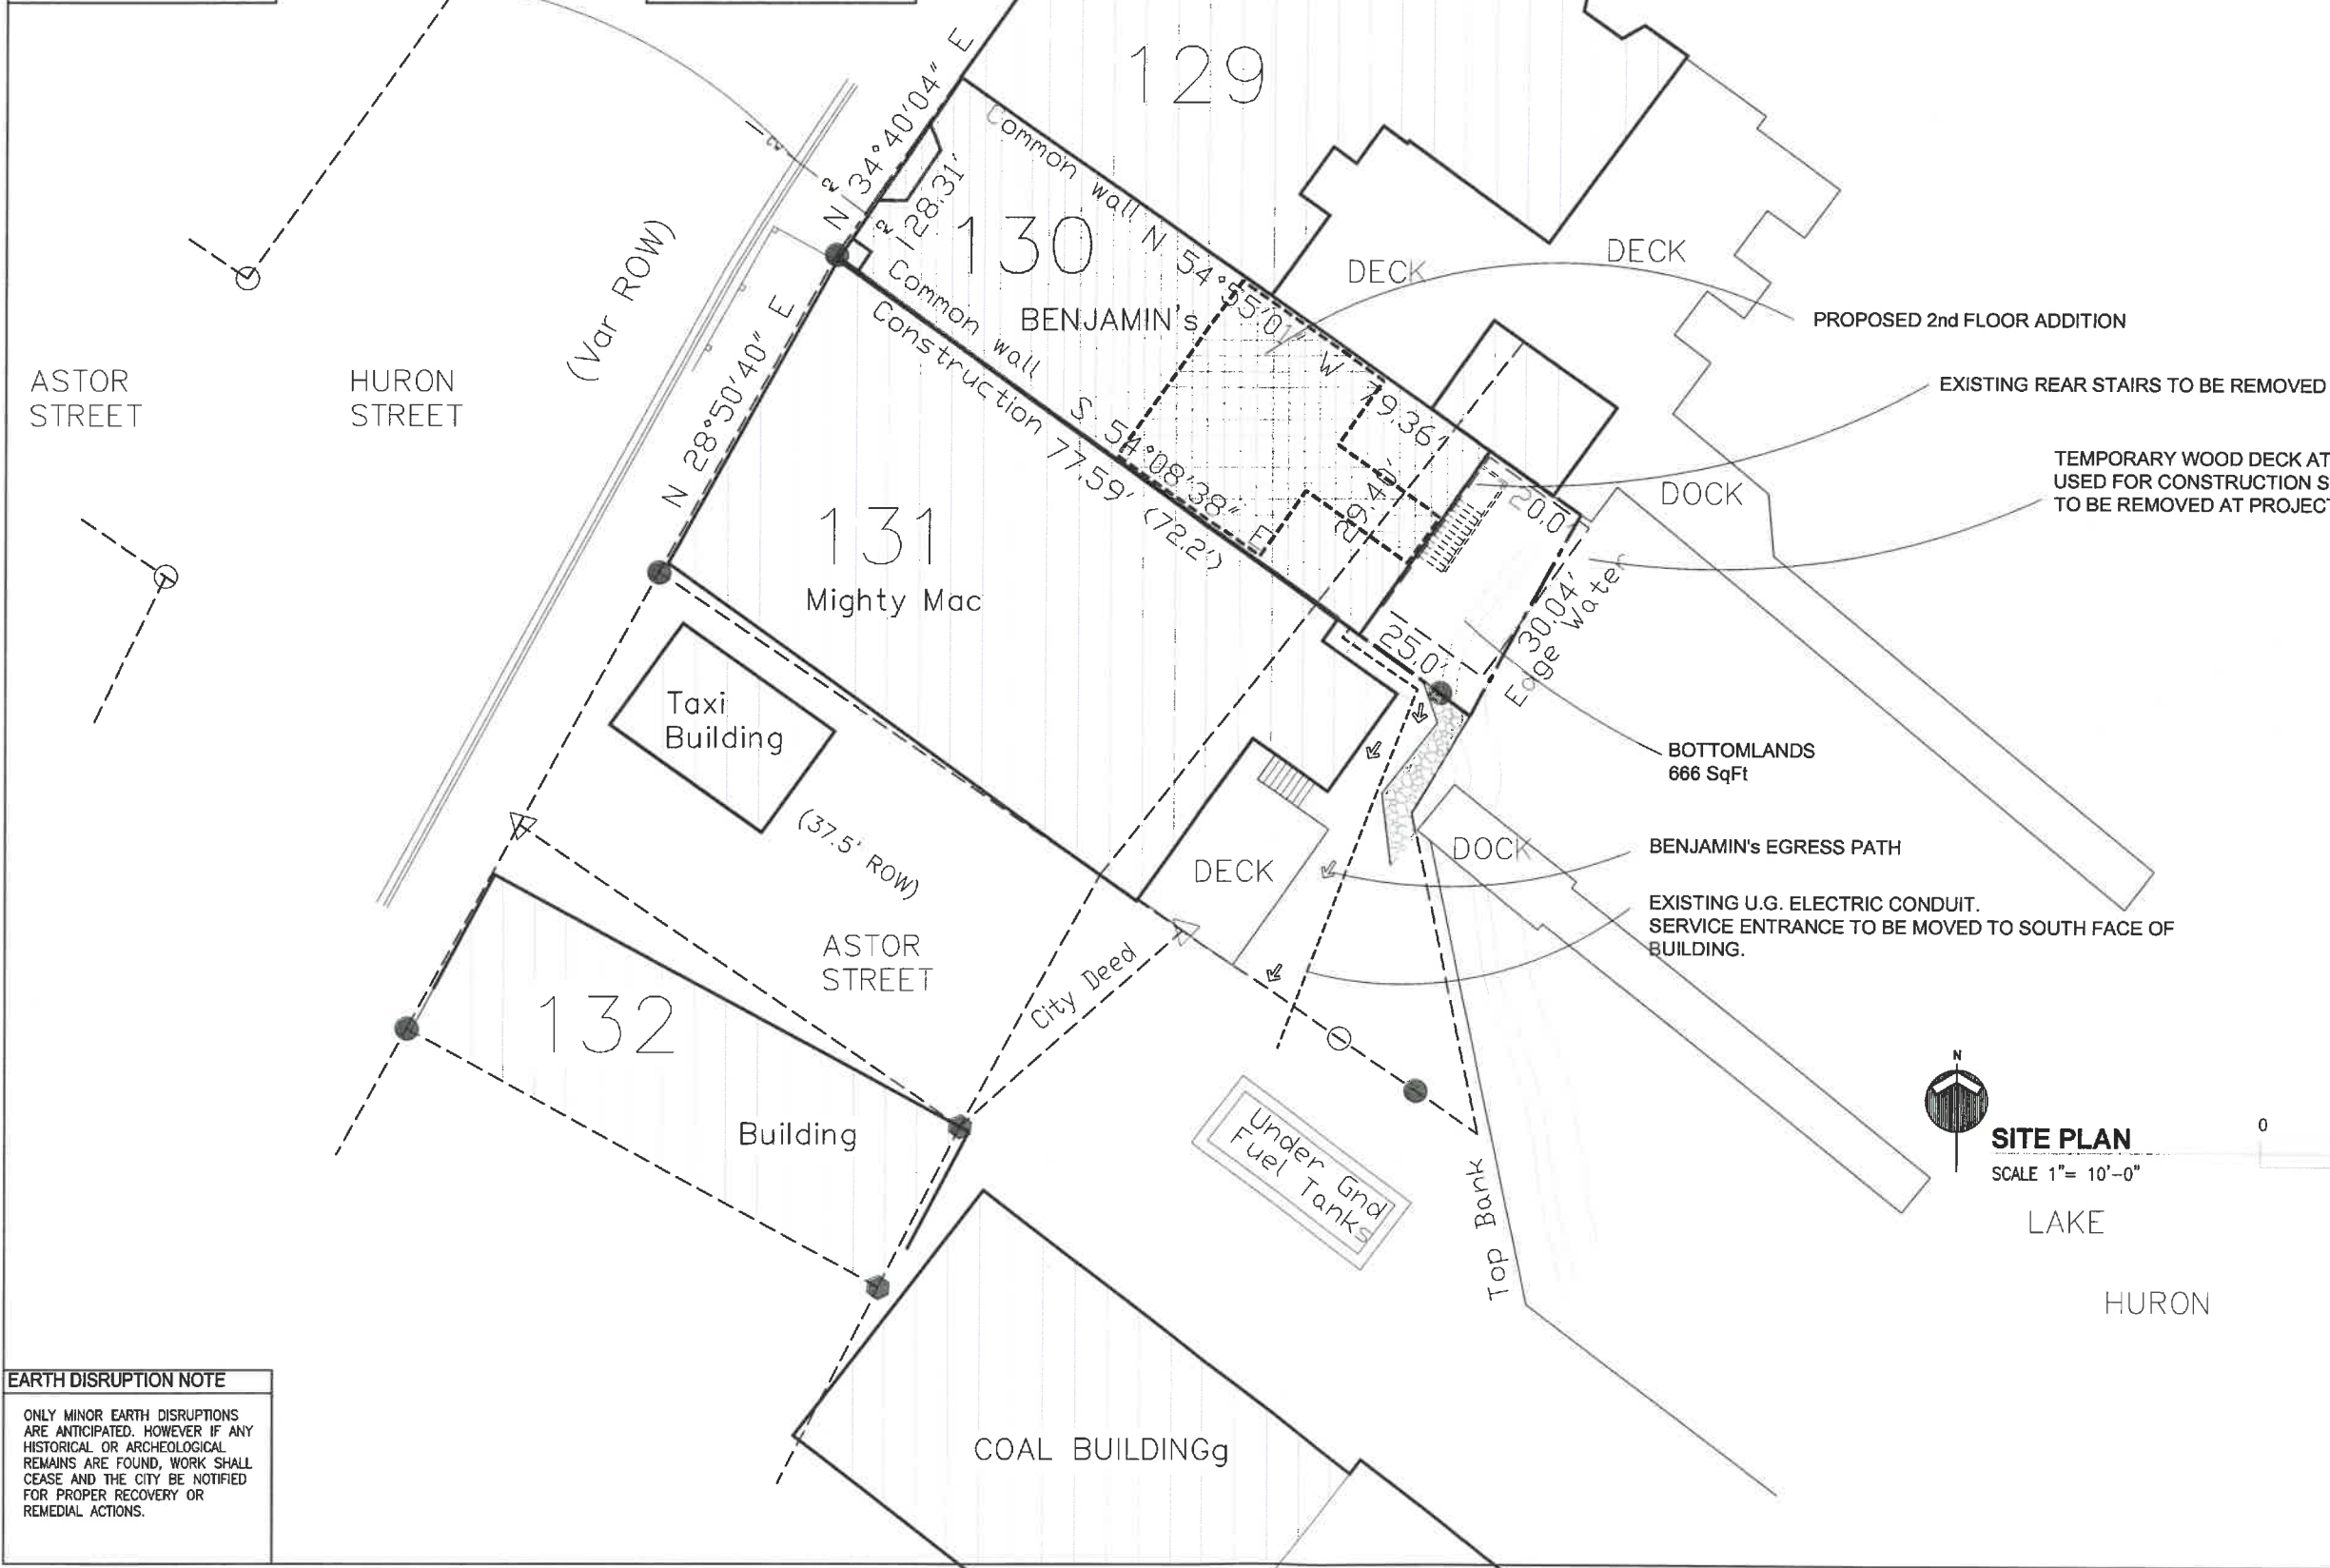 129
N 34°40'04" E
128.31'
cw
cw
cw
Common wall N 54°55'01" W 79.361
130
BENJAMIN's
Common wall S 54°08'38" E
Construction 77.59' (72.2')
(Var ROW)
DECK
DECK
PROPOSED 2nd FLOOR ADDITION
ASTOR
STREET
HURON
STREET
N 28°50'40" E
EXISTING REAR STAIRS TO BE REMOVED
TEMPORARY WOOD DECK AT
USED FOR CONSTRUCTION S
TO BE REMOVED AT PROJEC
DOCK
20.0
29.40'
131
Mighty Mac
30.04'
Edge Water
25.0'
Taxi
Building
BOTTOMLANDS
666 SqFt
(37.5' ROW)
DECK
DOCK
BENJAMIN's EGRESS PATH
EXISTING U.G. ELECTRIC CONDUIT.
SERVICE ENTRANCE TO BE MOVED TO SOUTH FACE OF
BUILDING.
ASTOR
STREET
City Deed
132
Building
Under Gnd
Fuel Tanks
Top Bank
N
SITE PLAN
SCALE 1"= 10'-0"
0
LAKE
HURON
COAL BUILDINGg
EARTH DISRUPTION NOTE
ONLY MINOR EARTH DISRUPTIONS
ARE ANTICIPATED. HOWEVER IF ANY
HISTORICAL OR ARCHEOLOGICAL
REMAINS ARE FOUND, WORK SHALL
CEASE AND THE CITY BE NOTIFIED
FOR PROPER RECOVERY OR
REMEDIAL ACTIONS.